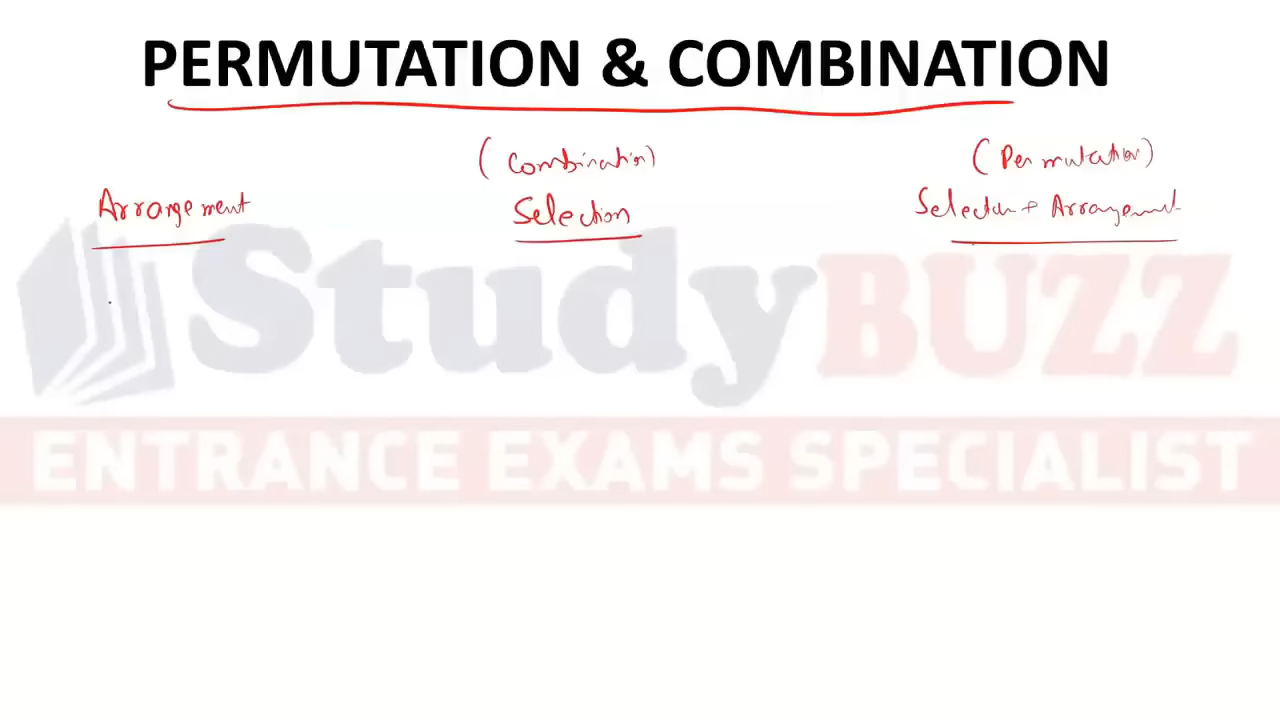 PERMUTATION & COMBINATION
(Combination)
(Permutation)
Arrangement
Selection
Selection + Arrangement
StudyBUZZ
ENTRANCE EXAMS SPECIALIST